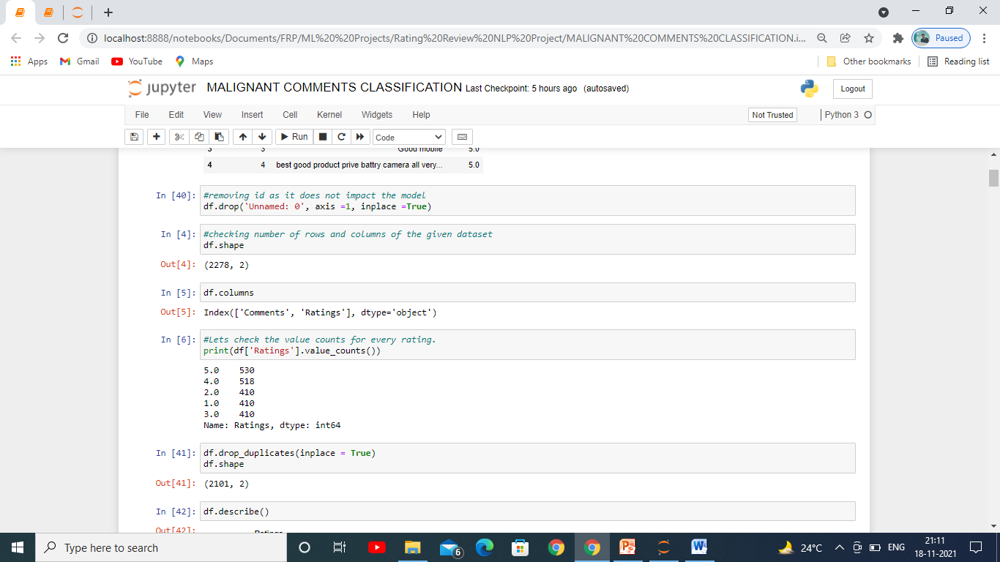 localhost:8888/notebooks/Documents/FRP/ML%20%20Projects/Rating%20Review%20NLP%20Project/MALIGNANT%20COMMENTS%20CLASSIFICATION.i...
Paused
Apps Gmail YouTube Maps Other bookmarks Reading list
jupyter MALIGNANT COMMENTS CLASSIFICATION Last Checkpoint: 5 hours ago (autosaved)
Logout
File Edit View Insert Cell Kernel Widgets Help Not Trusted Python 3
Run Code
3 3 Good mobile 5.0
4 4 best good product prive battry camera all very... 5.0
In [40]: #removing id as it does not impact the model
df.drop('Unnamed: 0', axis =1, inplace =True)
In [4]: #checking number of rows and columns of the given dataset
df.shape
Out[4]: (2278, 2)
In [5]: df.columns
Out[5]: Index(['Comments', 'Ratings'], dtype='object')
In [6]: #Lets check the value counts for every rating.
print(df['Ratings'].value_counts())
5.0 530
4.0 518
2.0 410
1.0 410
3.0 410
Name: Ratings, dtype: int64
In [41]: df.drop_duplicates(inplace = True)
df.shape
Out[41]: (2101, 2)
In [42]: df.describe()
Out[42]: Ratings
Type here to search
6
24°C ENG
21:11
18-11-2021